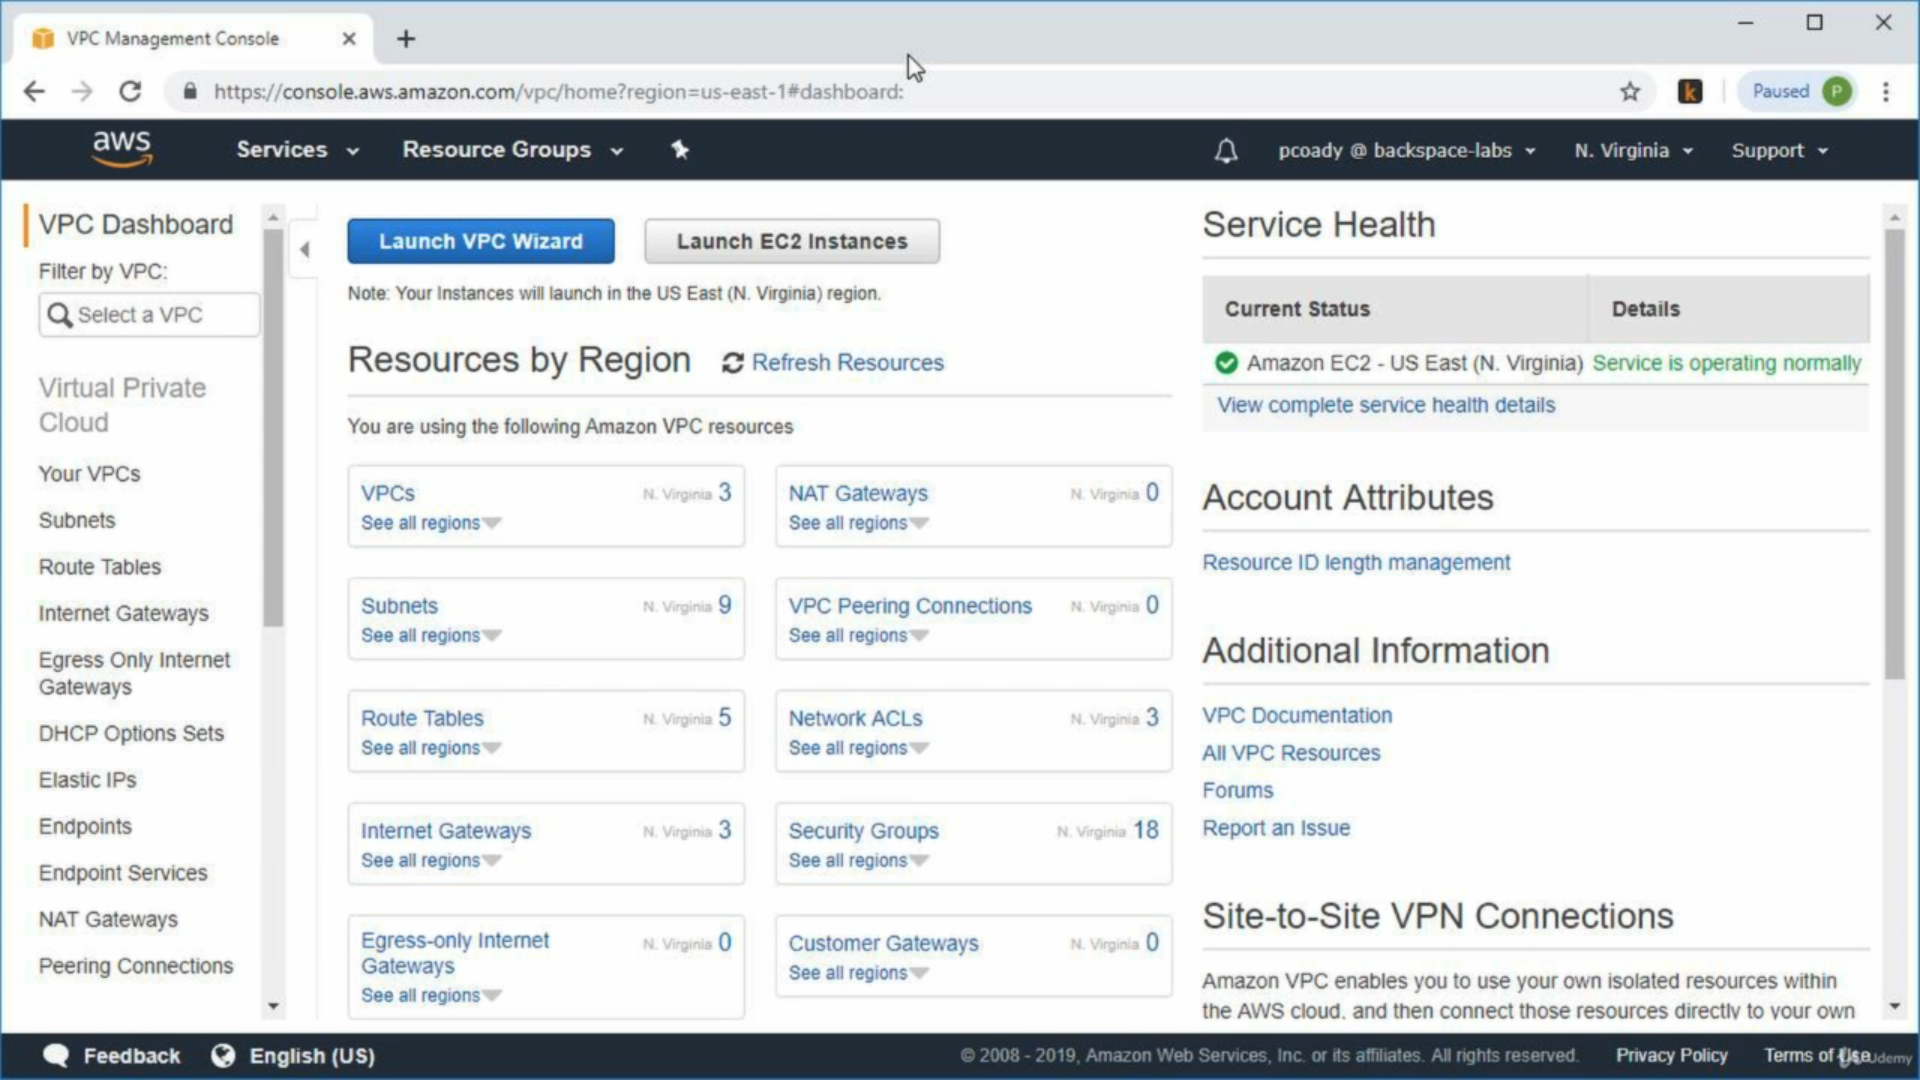 VPC Management Console
https://console.aws.amazon.com/vpc/home?region=us-east-1#dashboard:
k
Paused
P
aws
Services
Resource Groups
pcoady @ backspace-labs
N. Virginia
Support
VPC Dashboard
Filter by VPC:
Select a VPC
Virtual Private
Cloud
Your VPCs
Subnets
Route Tables
Internet Gateways
Egress Only Internet
Gateways
DHCP Options Sets
Elastic IPs
Endpoints
Endpoint Services
NAT Gateways
Peering Connections
Launch VPC Wizard
Launch EC2 Instances
Note: Your Instances will launch in the US East (N. Virginia) region.
Resources by Region
Refresh Resources
You are using the following Amazon VPC resources
VPCs N. Virginia 3
See all regions
NAT Gateways N. Virginia 0
See all regions
Subnets N. Virginia 9
See all regions
VPC Peering Connections N. Virginia 0
See all regions
Route Tables N. Virginia 5
See all regions
Network ACLs N. Virginia 3
See all regions
Internet Gateways N. Virginia 3
See all regions
Security Groups N. Virginia 18
See all regions
Egress-only Internet N. Virginia 0
Gateways
See all regions
Customer Gateways N. Virginia 0
See all regions
Service Health
Current Status Details
Amazon EC2 - US East (N. Virginia) Service is operating normally
View complete service health details
Account Attributes
Resource ID length management
Additional Information
VPC Documentation
All VPC Resources
Forums
Report an Issue
Site-to-Site VPN Connections
Amazon VPC enables you to use your own isolated resources within
the AWS cloud, and then connect those resources directly to your own
Feedback
English (US)
© 2008 - 2019, Amazon Web Services, Inc. or its affiliates. All rights reserved.
Privacy Policy
Terms of Use
Udemy